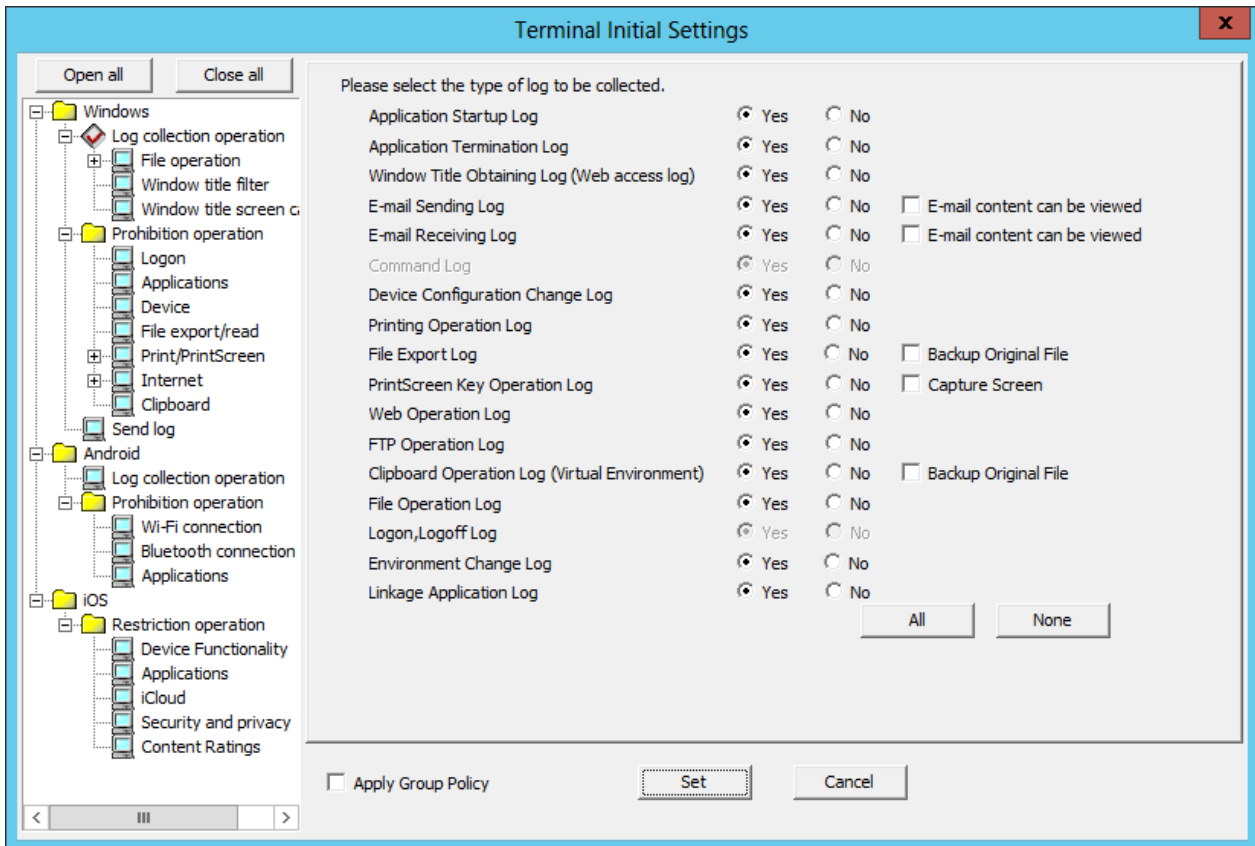 Terminal Initial Settings
x
Open all Close all
Windows
Log collection operation
File operation
Window title filter
Window title screen ca
Prohibition operation
Logon
Applications
Device
File export/read
Print/PrintScreen
Internet
Clipboard
Send log
Android
Log collection operation
Prohibition operation
Wi-Fi connection
Bluetooth connection
Applications
iOS
Restriction operation
Device Functionality
Applications
iCloud
Security and privacy
Content Ratings
Please select the type of log to be collected.
Application Startup Log Yes No
Application Termination Log Yes No
Window Title Obtaining Log (Web access log) Yes No
E-mail Sending Log Yes No E-mail content can be viewed
E-mail Receiving Log Yes No E-mail content can be viewed
Command Log Yes No
Device Configuration Change Log Yes No
Printing Operation Log Yes No
File Export Log Yes No Backup Original File
PrintScreen Key Operation Log Yes No Capture Screen
Web Operation Log Yes No
FTP Operation Log Yes No
Clipboard Operation Log (Virtual Environment) Yes No Backup Original File
File Operation Log Yes No
Logon,Logoff Log Yes No
Environment Change Log Yes No
Linkage Application Log Yes No
All None
Apply Group Policy Set Cancel